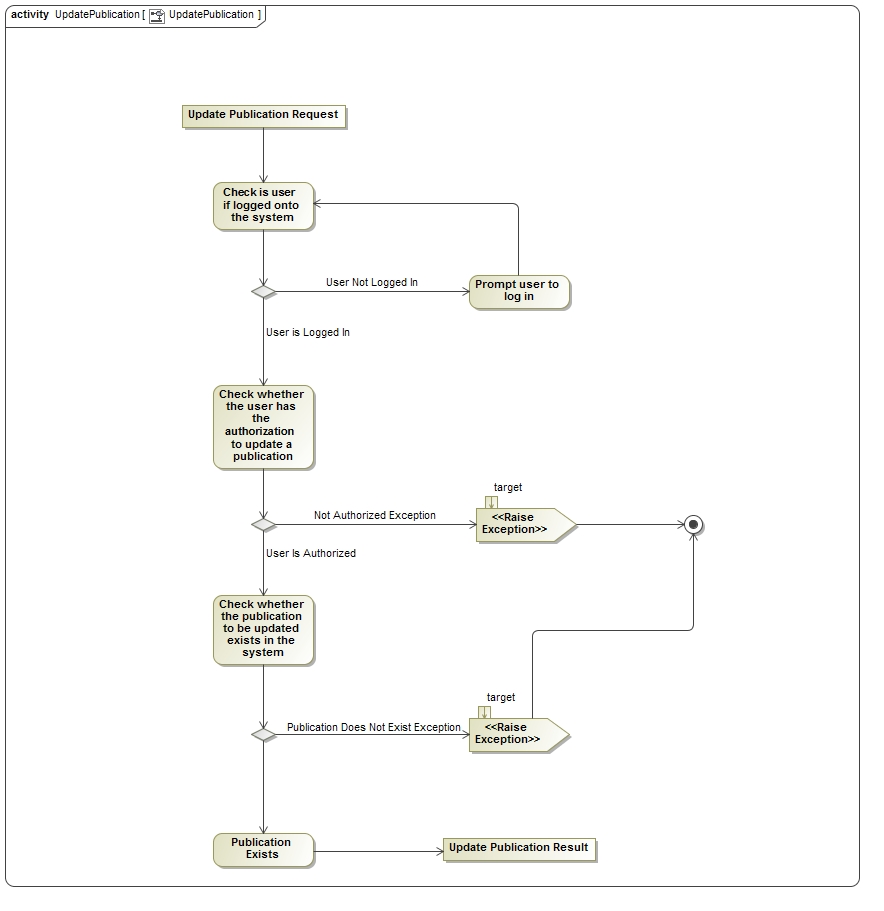 activity UpdatePublication [ UpdatePublication ]
Update Publication Request
Check is user
if logged onto
the system
User Not Logged In
Prompt user to
log in
User is Logged In
Check whether
the user has
the
authorization
to update a
publication
target
Not Authorized Exception
<<Raise
Exception>>
User Is Authorized
Check whether
the publication
to be updated
exists in the
system
target
Publication Does Not Exist Exception
<<Raise
Exception>>
Publication
Exists
Update Publication Result